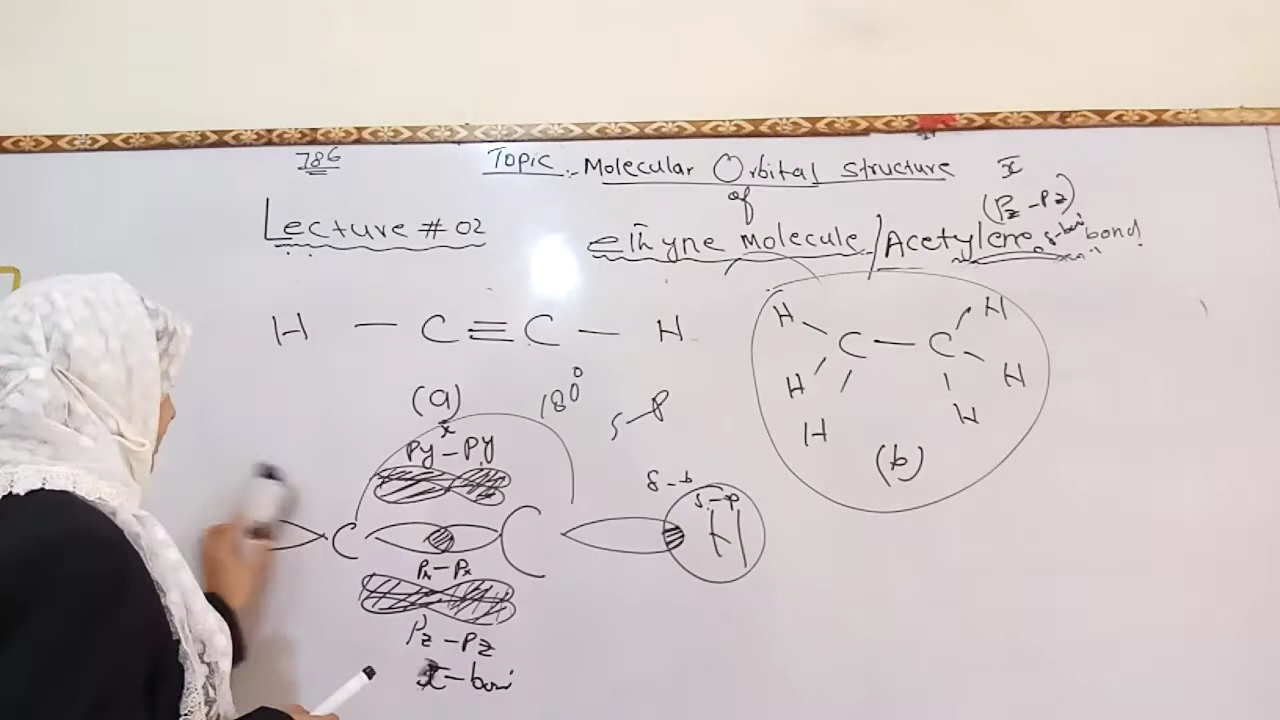 786
Topic:- Molecular Orbital structure
of
Lecture # 02
ethyne Molecule/Acetylene
π
(Pz-Pz)
bond
H — C ≡ C — H
(a)
180°
s-p
Py-Py
C C
Px-Px
Pz-Pz
s-p
H
H H
C — C
H H
H H
(b)